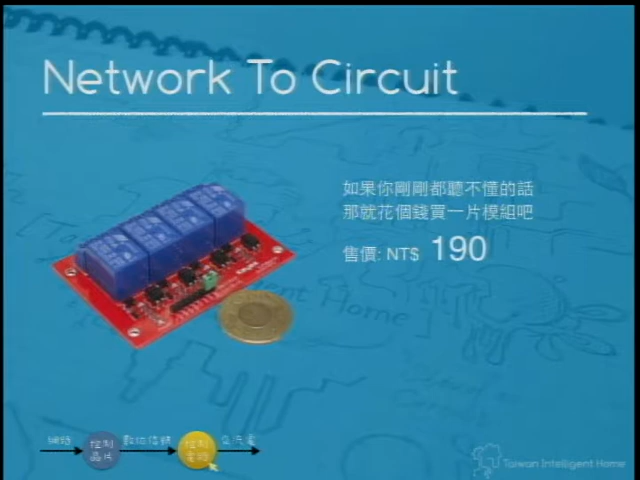 Network To Circuit
如果你剛剛都聽不懂的話
那就花個錢買一片模組吧
售價: NT$ 190
網路
控制
晶片
數位信號
控制
電路
交流電
Taiwan Intelligent Home